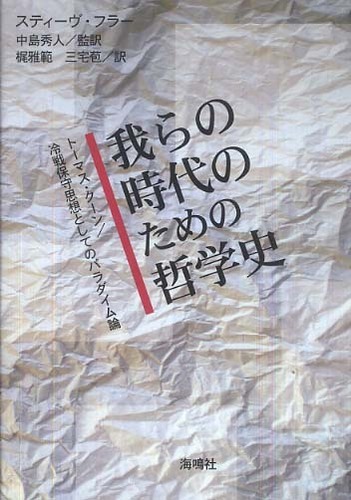 スティーヴ・フラー
中島秀人／監訳
梶雅範　三宅苞／訳
我らの
時代の
ための
哲学史
トーマス・クーン／
冷戦保守思想としてのパラダイム論
海鳴社